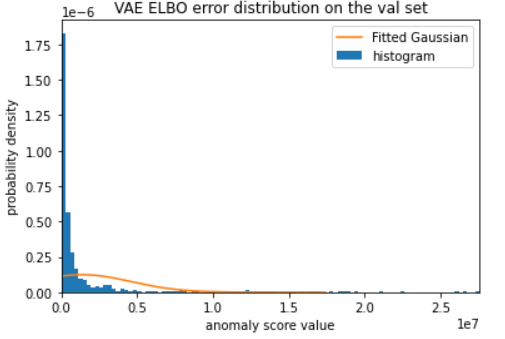 VAE ELBO error distribution on the val set
1e-6
Fitted Gaussian
histogram
1.75
1.50
1.25
1.00
0.75
0.50
0.25
0.00
probability density
0.0 0.5 1.0 1.5 2.0 2.5
anomaly score value
1e7